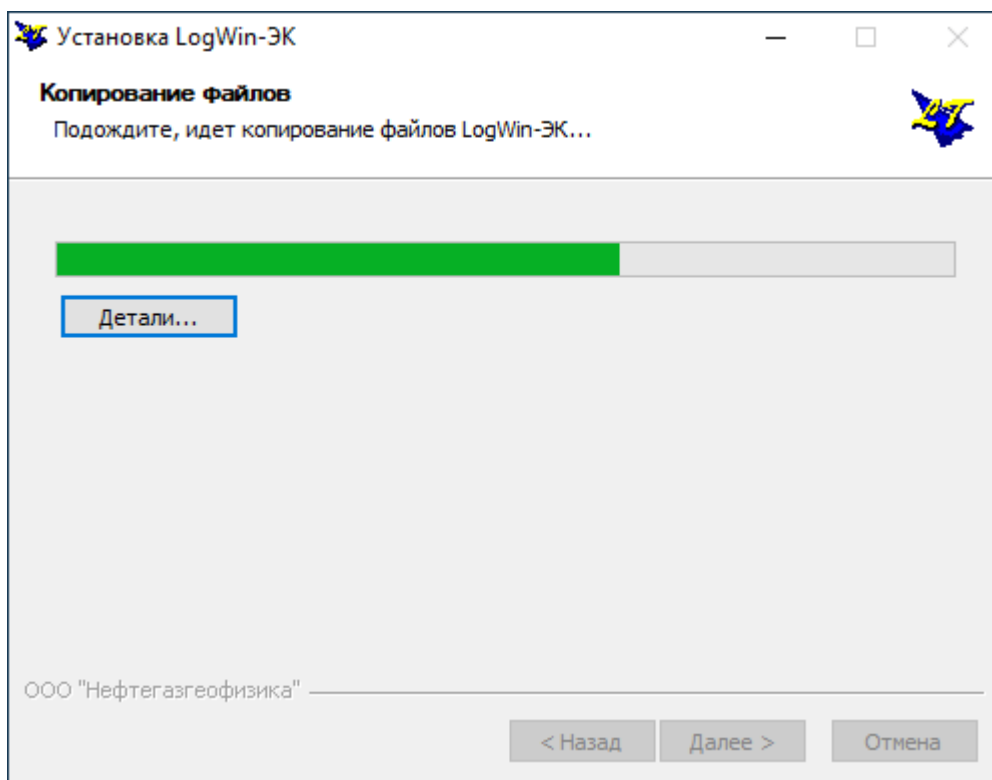 Установка LogWin-ЭК
Копирование файлов
Подождите, идет копирование файлов LogWin-ЭК...
Детали...
ООО "Нефтегазгеофизика"
< Назад
Далее >
Отмена